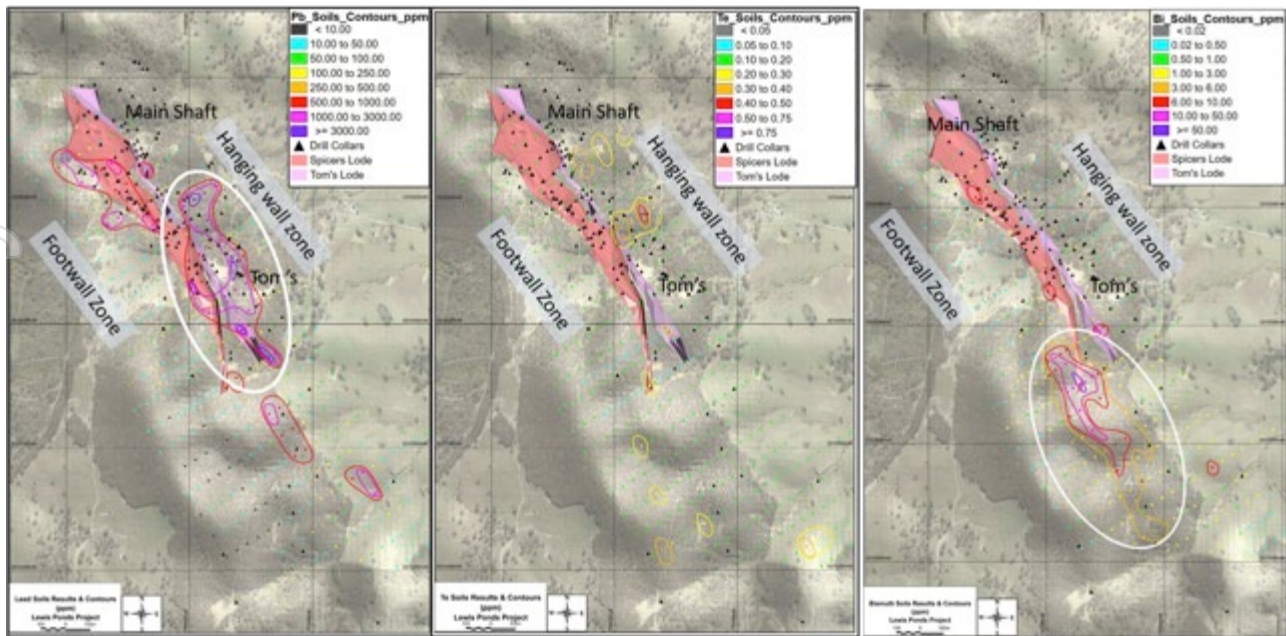 Pb_Soils_Contours_ppm
< 10.00
10.00 to 50.00
50.00 to 100.00
100.00 to 250.00
250.00 to 500.00
500.00 to 1000.00
1000.00 to 3000.00
>= 3000.00
Drill Collars
Spicers Lode
Tom's Lode
Main Shaft
Hanging wall zone
Footwall Zone
Tom's
Lead Soils Results & Contours
(ppm)
Lewis Ponds Project
Te_Soils_Contours_ppm
< 0.05
0.05 to 0.10
0.10 to 0.20
0.20 to 0.30
0.30 to 0.40
0.40 to 0.50
0.50 to 0.75
>= 0.75
Drill Collars
Spicers Lode
Tom's Lode
Main Shaft
Hanging wall zone
Footwall Zone
Tom's
Te Soils Results & Contours
(ppm)
Lewis Ponds Project
Bi_Soils_Contours_ppm
< 0.02
0.02 to 0.50
0.50 to 1.00
1.00 to 3.00
3.00 to 6.00
6.00 to 10.00
10.00 to 50.00
>= 50.00
Drill Collars
Spicers Lode
Tom's Lode
Main Shaft
Hanging wall zone
Footwall Zone
Tom's
Bismuth Soils Results & Contours
(ppm)
Lewis Ponds Project